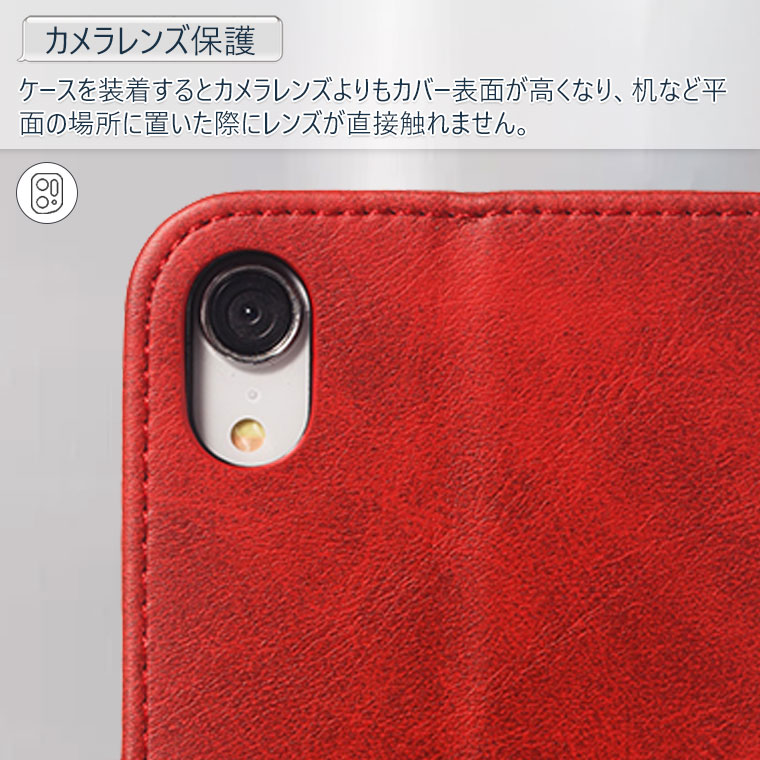 カメラレンズ保護
ケースを装着するとカメラレンズよりもカバー表面が高くなり、机など平
面の場所に置いた際にレンズが直接触れません。